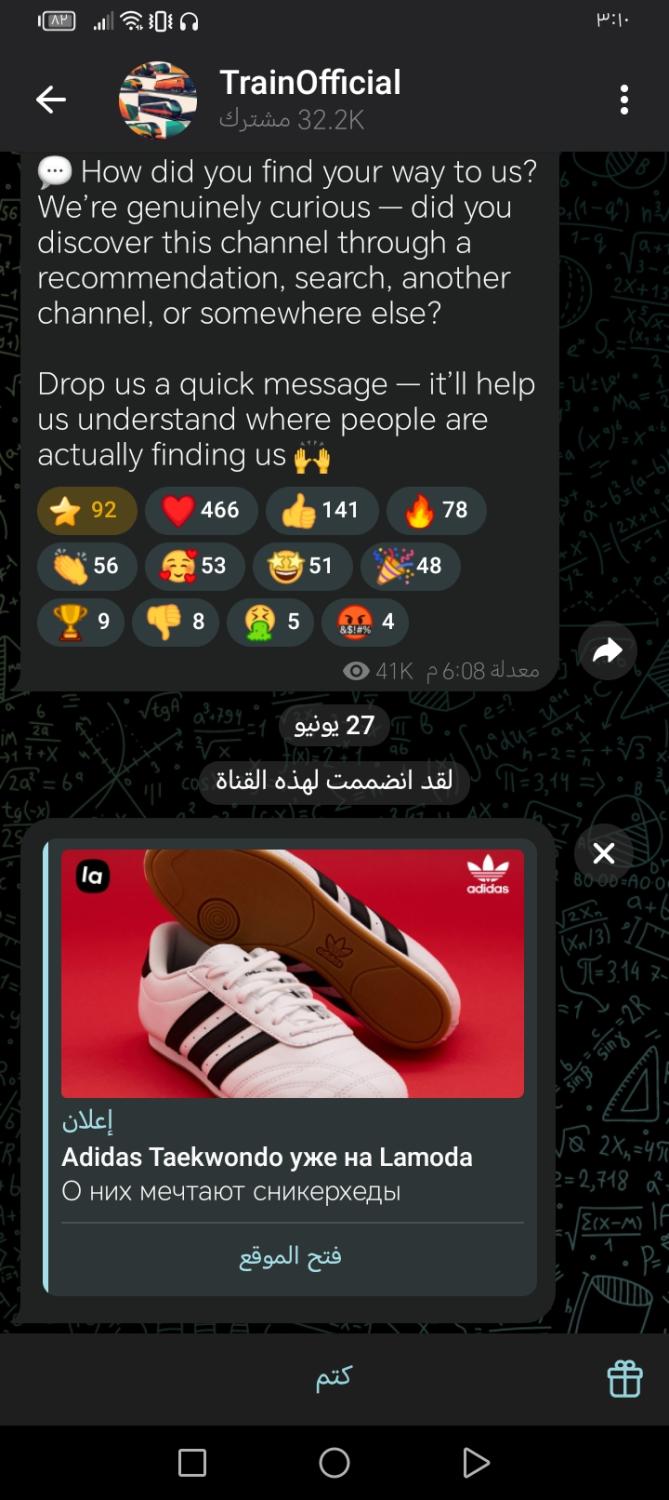 ٨٢
٣:١٠
TrainOfficial
32.2K مشترك
💬 How did you find your way to us?
We’re genuinely curious — did you
discover this channel through a
recommendation, search, another
channel, or somewhere else?
Drop us a quick message — it’ll help
us understand where people are
actually finding us 🙌
⭐ 92 ❤️ 466 👍 141 🔥 78
👏 56 🥰 53 🤩 51 🎉 48
🏆 9 👎 8 🤮 5 🤬 4
41K معدلة 6:08 م
27 يونيو
لقد انضممت لهذه القناة
la
adidas
إعلان
Adidas Taekwondo уже на Lamoda
О них мечтают сникерхеды
فتح الموقع
كتم